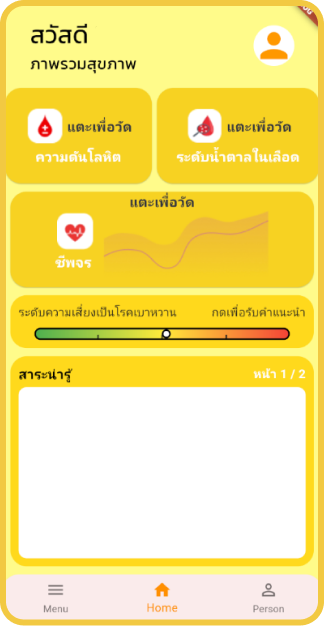 สวัสดี
ภาพรวมสุขภาพ
แตะเพื่อวัด
ความดันโลหิต
แตะเพื่อวัด
ระดับน้ำตาลในเลือด
แตะเพื่อวัด
ชีพจร
ระดับความเสี่ยงเป็นโรคเบาหวาน กดเพื่อรับคำแนะนำ
สาระน่ารู้ หน้า 1 / 2
Menu Home Person